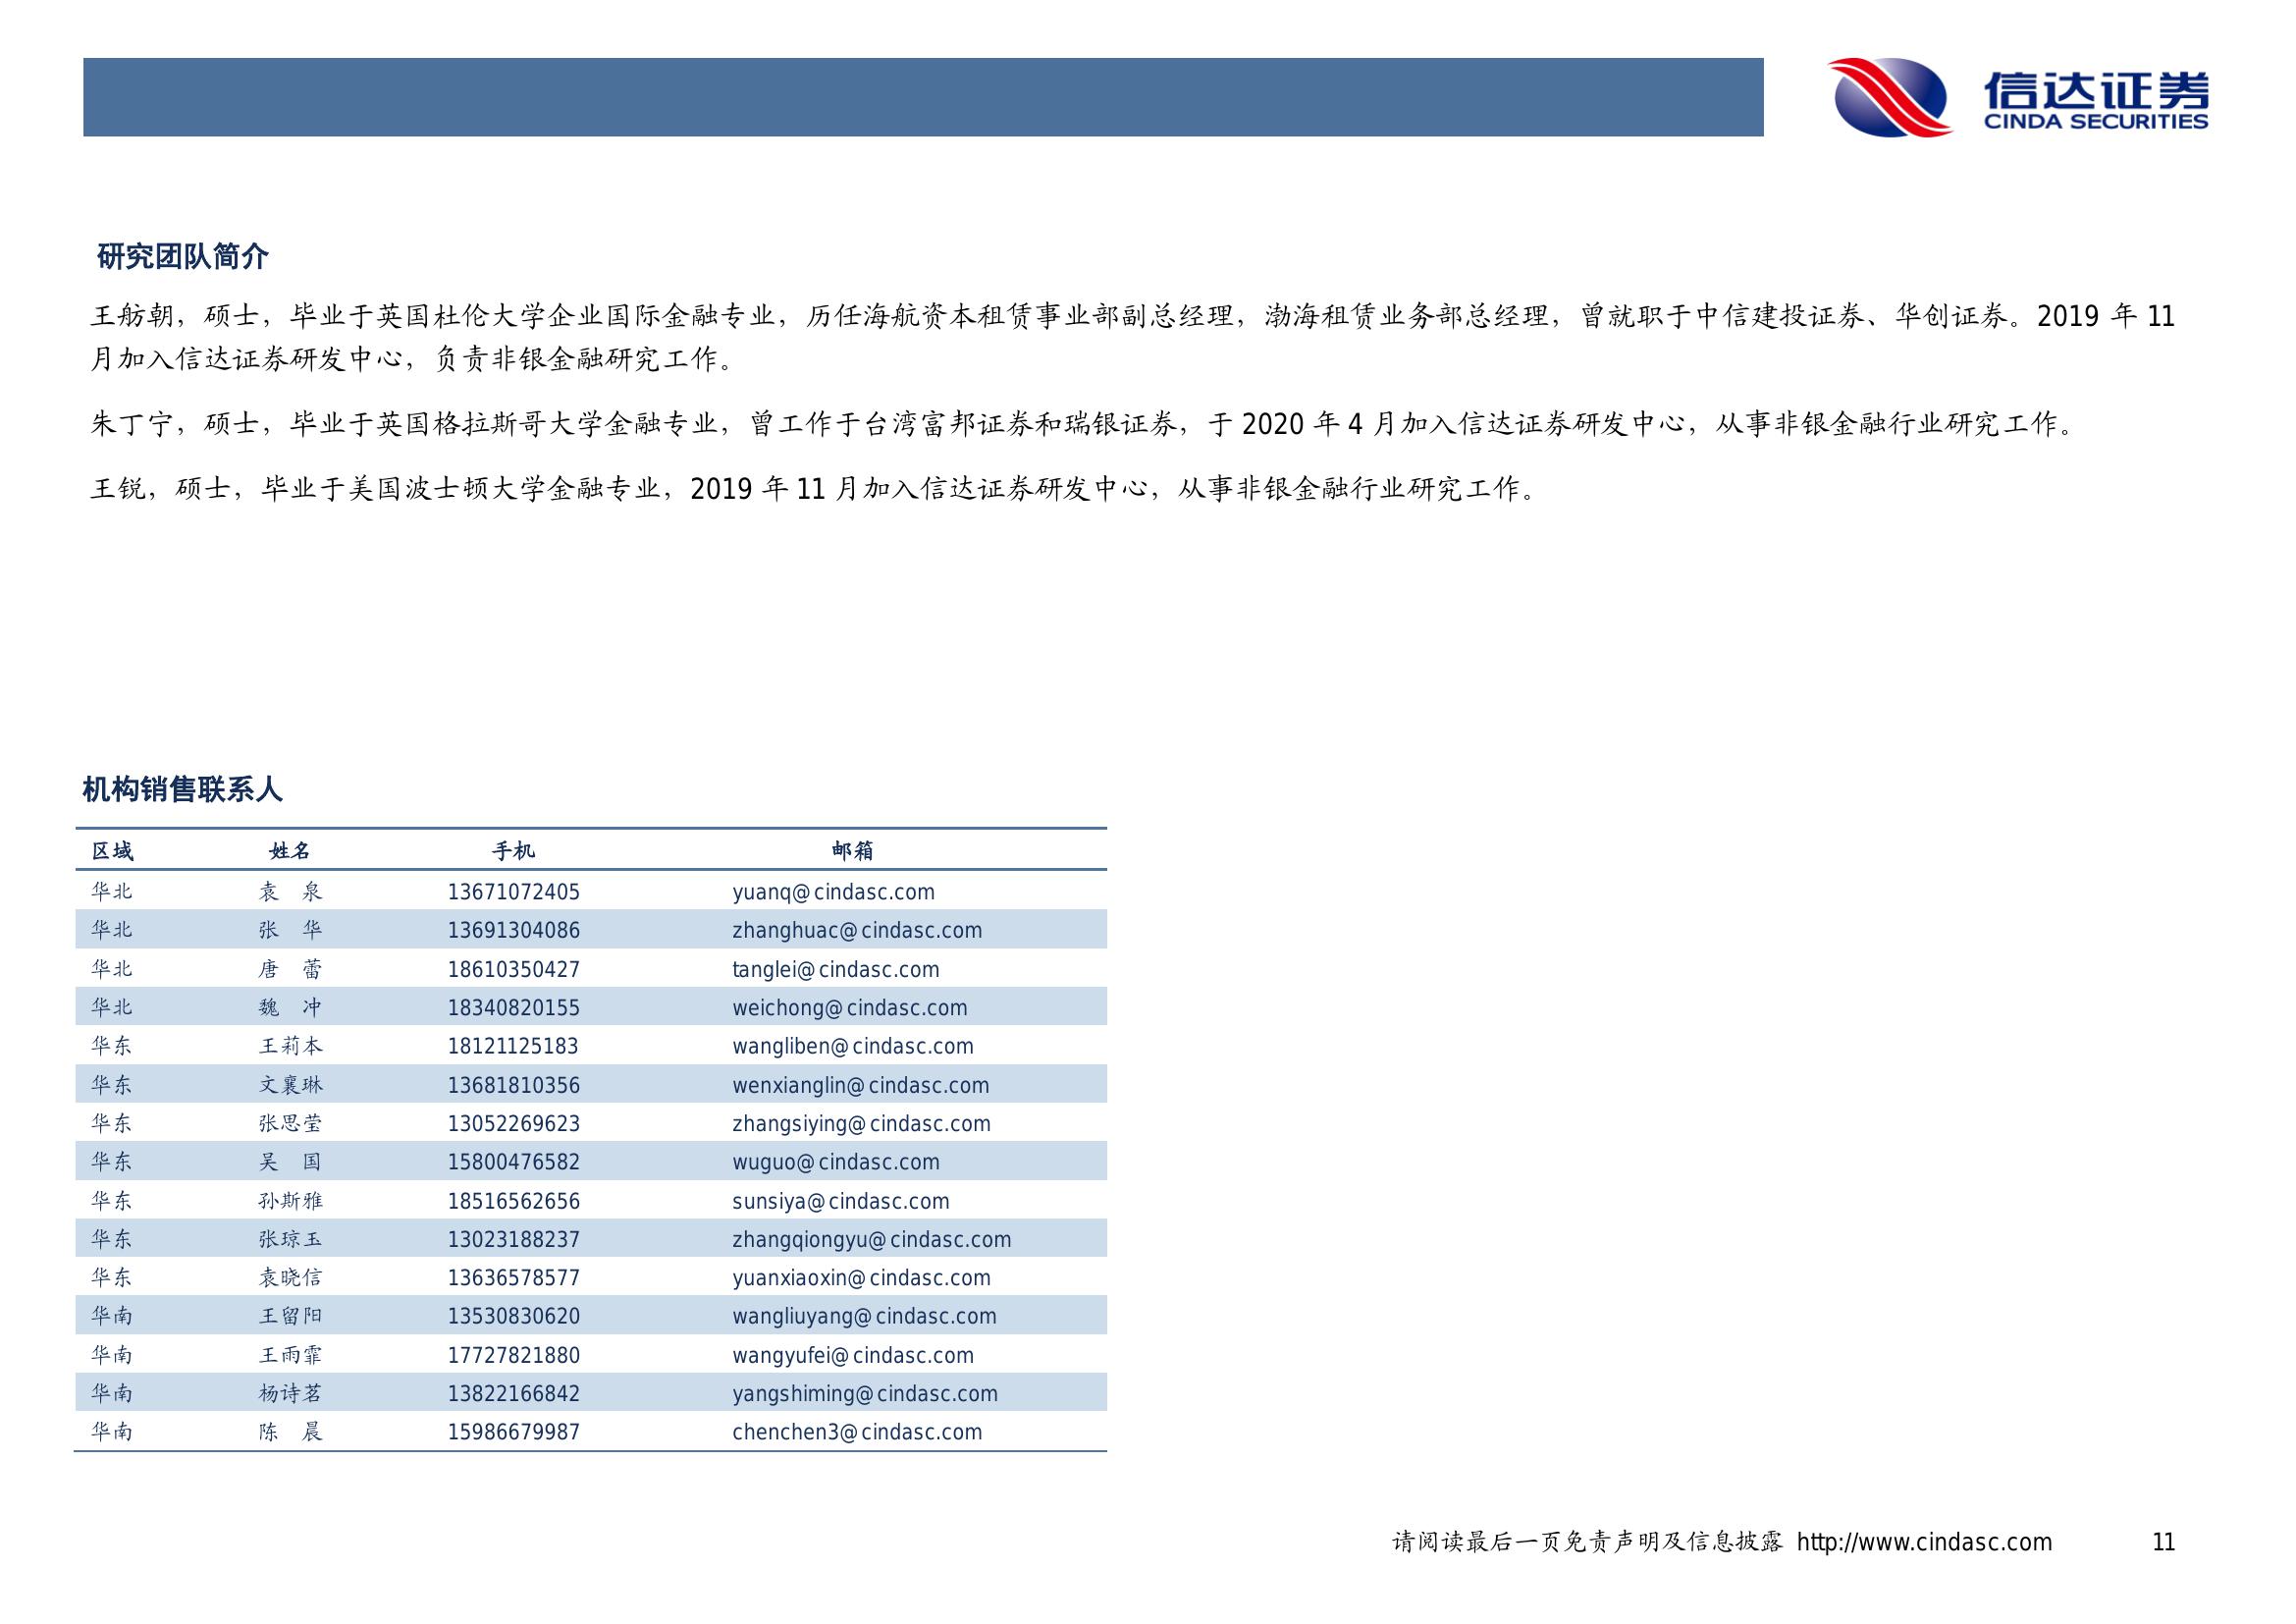 信达证券
CINDA SECURITIES
研究团队简介
王舫朝，硕士，毕业于英国杜伦大学企业国际金融专业，历任海航资本租赁事业部副总经理，渤海租赁业务部总经理，曾就职于中信建投证券、华创证券。2019 年 11
月加入信达证券研发中心，负责非银金融研究工作。
朱丁宁，硕士，毕业于英国格拉斯哥大学金融专业，曾工作于台湾富邦证券和瑞银证券，于 2020 年 4 月加入信达证券研发中心，从事非银金融行业研究工作。
王锐，硕士，毕业于美国波士顿大学金融专业，2019 年 11 月加入信达证券研发中心，从事非银金融行业研究工作。
机构销售联系人
区域 姓名 手机 邮箱
华北 袁　泉 13671072405 yuanq@cindasc.com
华北 张　华 13691304086 zhanghuac@cindasc.com
华北 唐　蕾 18610350427 tanglei@cindasc.com
华北 魏　冲 18340820155 weichong@cindasc.com
华东 王莉本 18121125183 wangliben@cindasc.com
华东 文襄琳 13681810356 wenxianglin@cindasc.com
华东 张思莹 13052269623 zhangsiying@cindasc.com
华东 吴　国 15800476582 wuguo@cindasc.com
华东 孙斯雅 18516562656 sunsiya@cindasc.com
华东 张琼玉 13023188237 zhangqiongyu@cindasc.com
华东 袁晓信 13636578577 yuanxiaoxin@cindasc.com
华南 王留阳 13530830620 wangliuyang@cindasc.com
华南 王雨霏 17727821880 wangyufei@cindasc.com
华南 杨诗茗 13822166842 yangshiming@cindasc.com
华南 陈　晨 15986679987 chenchen3@cindasc.com
请阅读最后一页免责声明及信息披露 http://www.cindasc.com 11